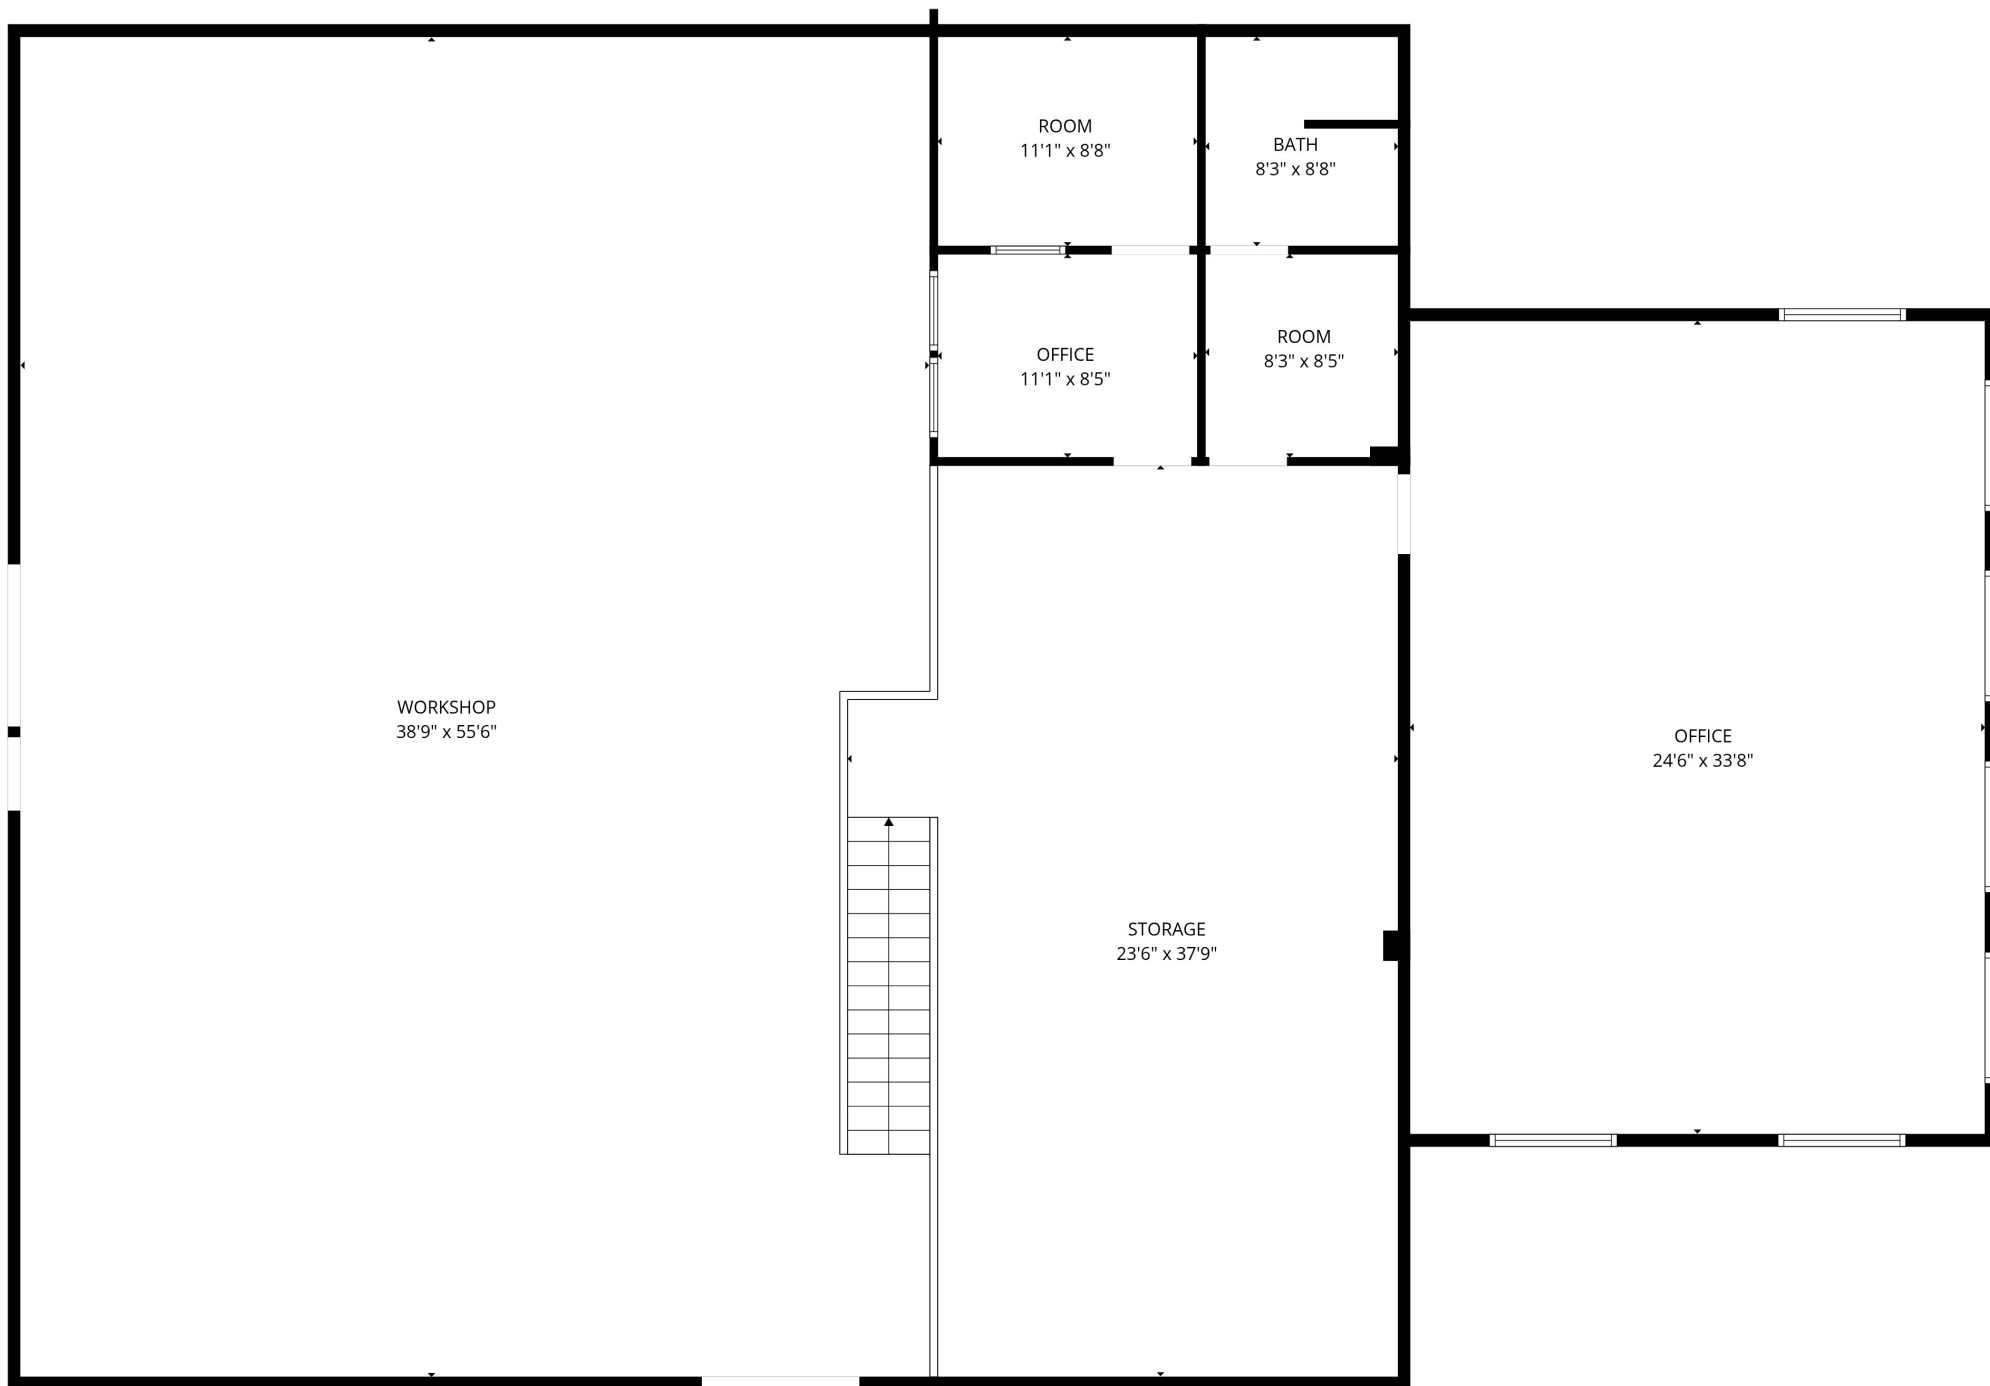 ROOM
11'1" x 8'8"
BATH
8'3" x 8'8"
OFFICE
11'1" x 8'5"
ROOM
8'3" x 8'5"
WORKSHOP
38'9" x 55'6"
OFFICE
24'6" x 33'8"
STORAGE
23'6" x 37'9"